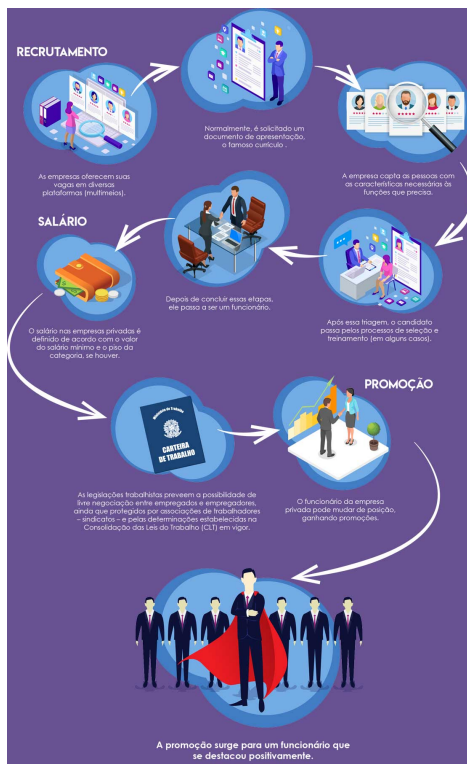 RECRUTAMENTO
As empresas oferecem suas
vagas em diversas
plataformas (multimeios).
Normalmente, é solicitado um
documento de apresentação,
o famoso currículo .
A empresa capta as pessoas com
as características necessárias às
funções que precisa.
Após essa triagem, o candidato
passa pelos processos de seleção e
treinamento (em alguns casos).
Depois de concluir essas etapas,
ele passa a ser um funcionário.
SALÁRIO
O salário nas empresas privadas é
definido de acordo com o valor
do salário mínimo e o piso da
categoria, se houver.
Ministério do Trabalho
CARTEIRA
DE TRABALHO
As legislações trabalhistas preveem a possibilidade de
livre negociação entre empregados e empregadores,
ainda que protegidos por associações de trabalhadores
– sindicatos – e pelas determinações estabelecidas na
Consolidação das Leis do Trabalho (CLT) em vigor.
PROMOÇÃO
O funcionário da empresa
privada pode mudar de posição,
ganhando promoções.
A promoção surge para um funcionário que
se destacou positivamente.